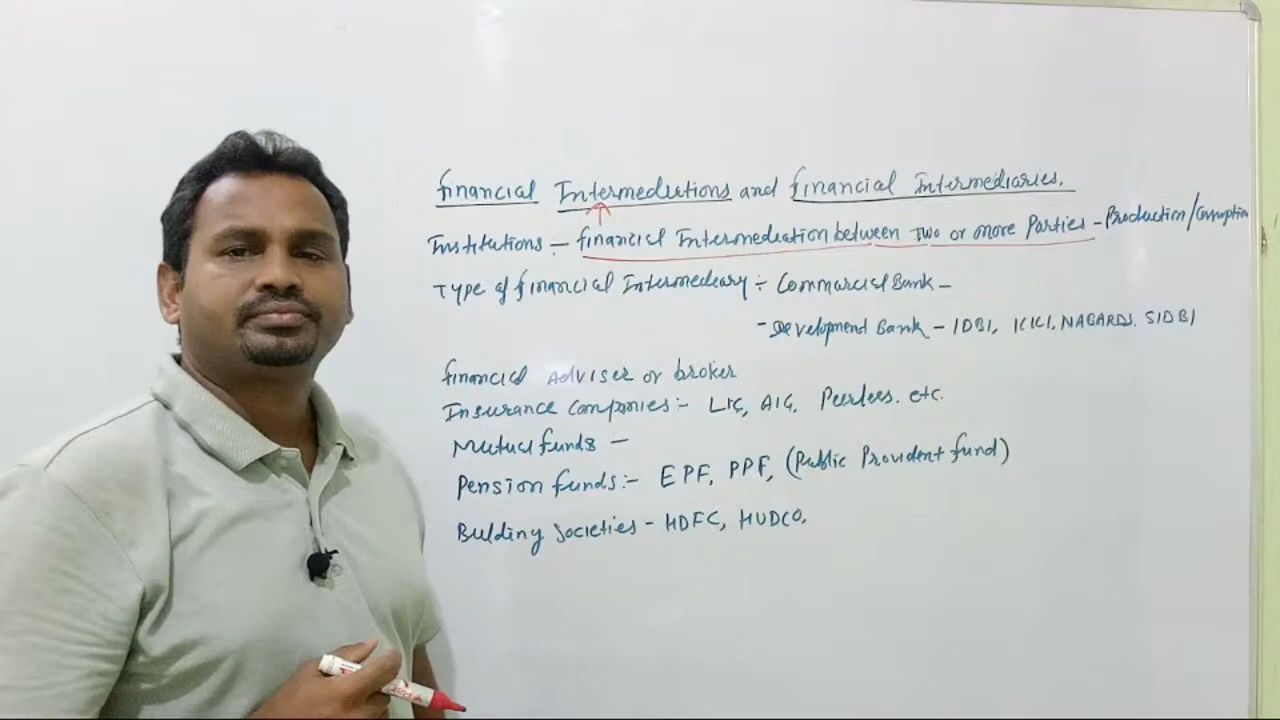 financial Intermediations and financial Intermediaries.
Institutions – financial Intermediation between Two or more Parties – Production/Consumption
Type of financial Intermedeary ÷ Commarcial Bank –
- Development Bank – IDBI, ICICI, NABARD. SIDBI
financial Adviser or broker
Insurance Companies:- LIC, AIG, Peerless. etc.
Mutual funds –
Pension funds:- EPF, PPF, (Public Provident fund)
Building Societies - HDFC, HUDCO.